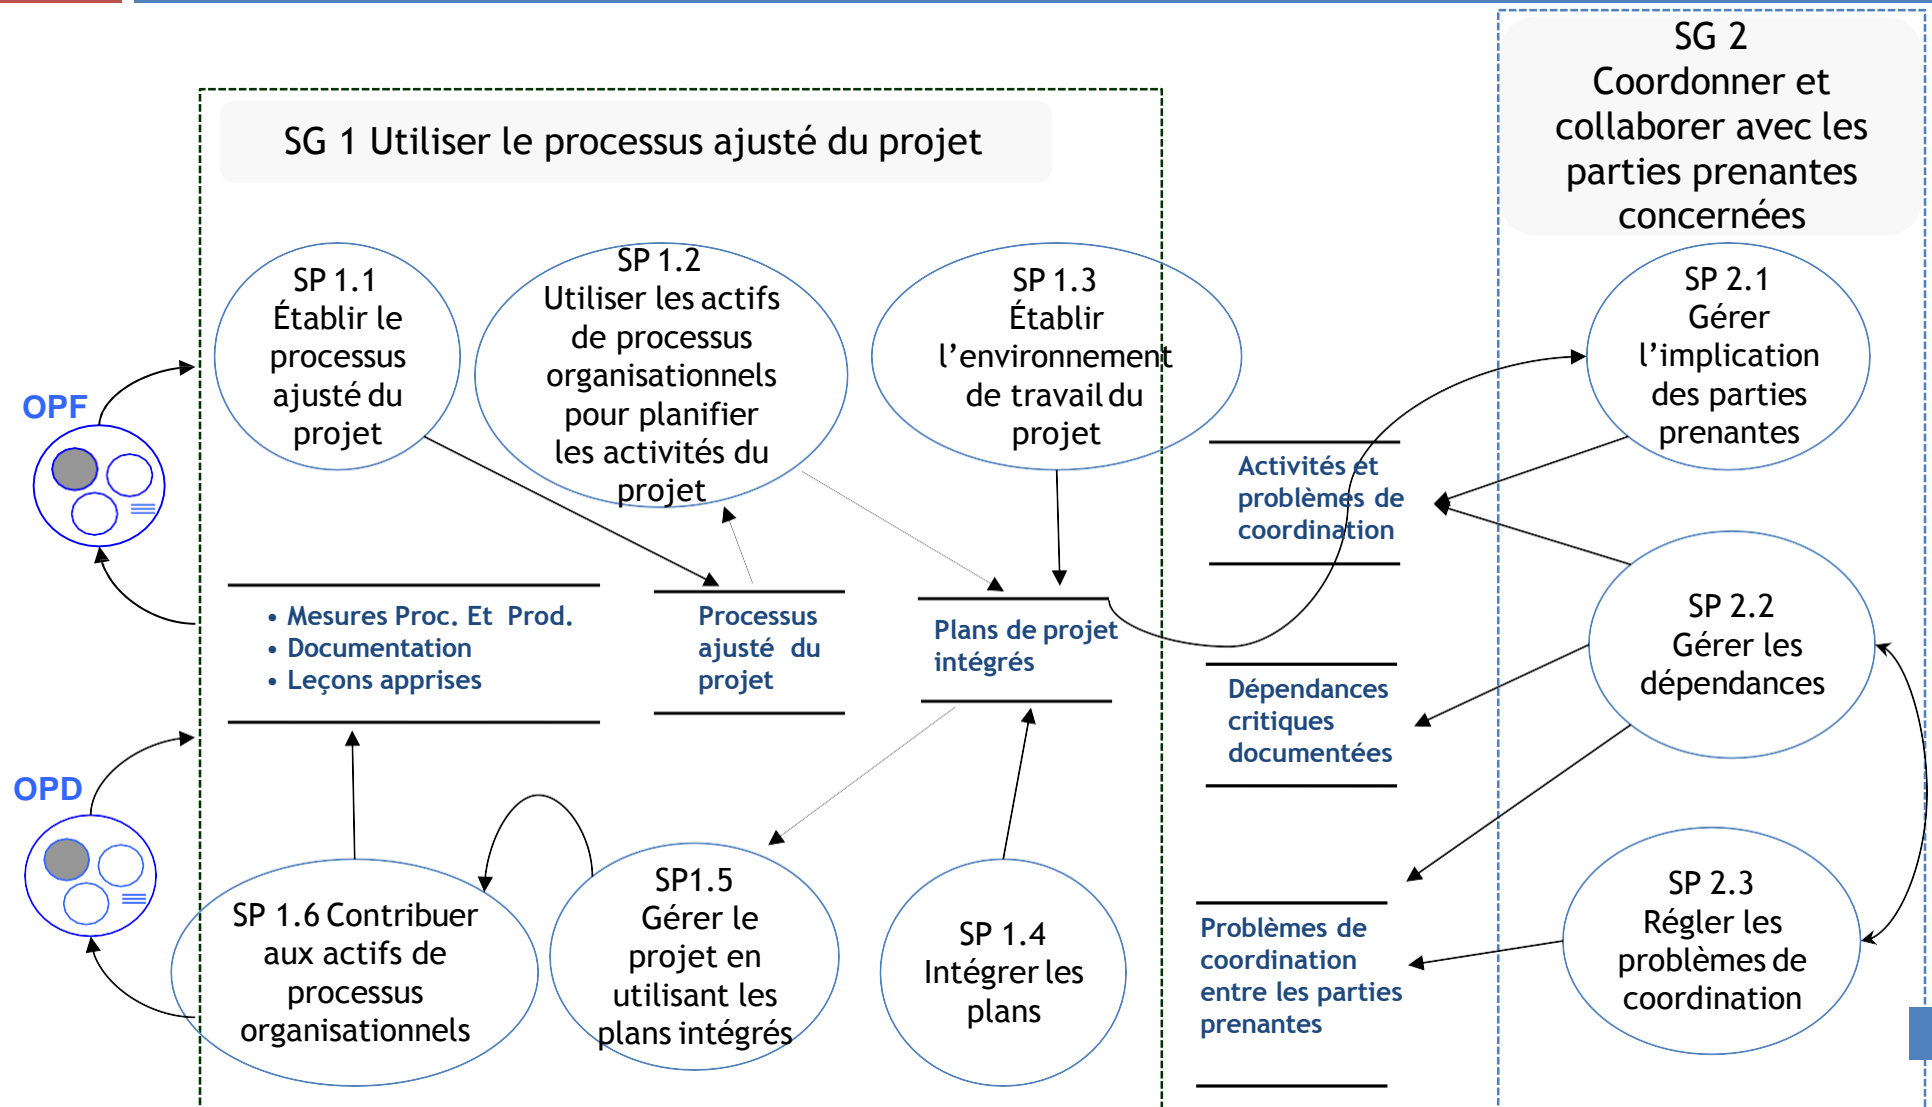 SG 1 Utiliser le processus ajusté du projet
SG 2
Coordonner et
collaborer avec les
parties prenantes
concernées
SP 1.1
Établir le
processus
ajusté du
projet
SP 1.2
Utiliser les actifs
de processus
organisationnels
pour planifier
les activités du
projet
SP 1.3
Établir
l’environnement
de travail du
projet
SP 2.1
Gérer
l’implication
des parties
prenantes
OPF
Activités et
problèmes de
coordination
• Mesures Proc. Et Prod.
• Documentation
• Leçons apprises
Processus
ajusté du
projet
Plans de projet
intégrés
SP 2.2
Gérer les
dépendances
Dépendances
critiques
documentées
OPD
SP 1.6 Contribuer
aux actifs de
processus
organisationnels
SP1.5
Gérer le
projet en
utilisant les
plans intégrés
SP 1.4
Intégrer les
plans
Problèmes de
coordination
entre les parties
prenantes
SP 2.3
Régler les
problèmes de
coordination